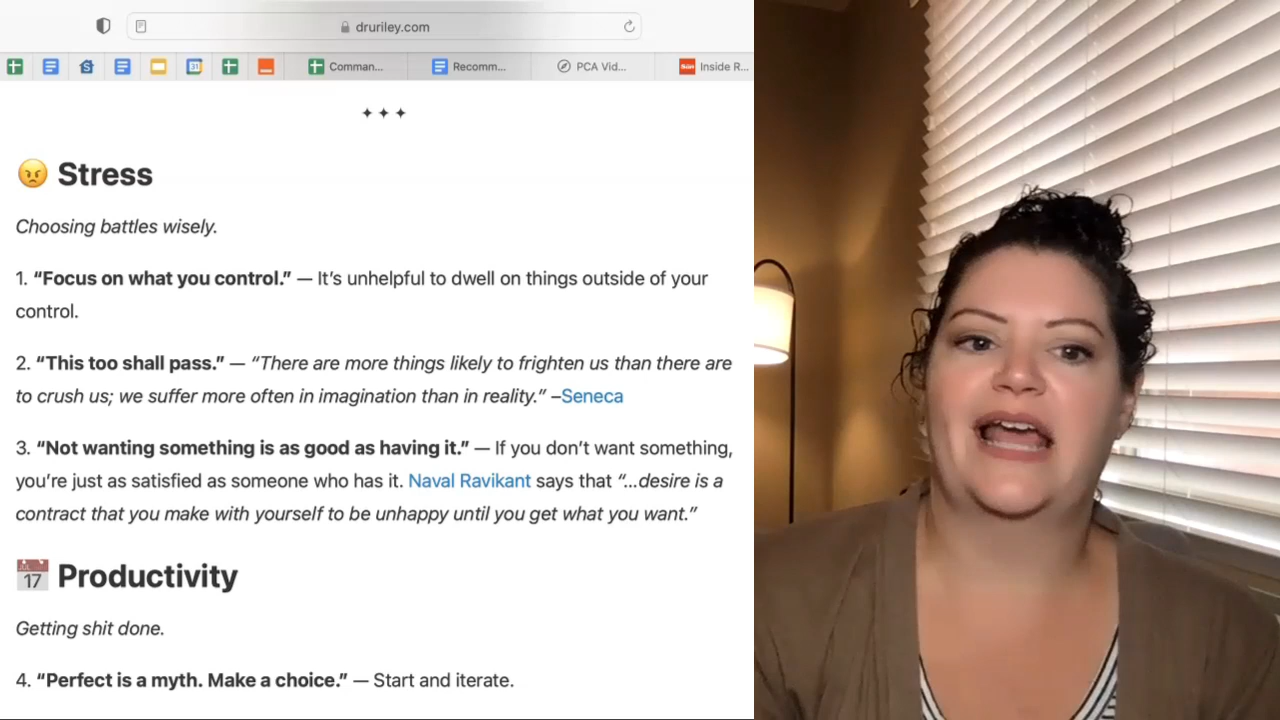 druriley.com
31
Comman...
Recomm...
PCA Vid...
Inside R...
✦ ✦ ✦
😠 Stress
Choosing battles wisely.
1. “Focus on what you control.” — It’s unhelpful to dwell on things outside of your
control.
2. “This too shall pass.” — “There are more things likely to frighten us than there are
to crush us; we suffer more often in imagination than in reality.” –Seneca
3. “Not wanting something is as good as having it.” — If you don’t want something,
you’re just as satisfied as someone who has it. Naval Ravikant says that “...desire is a
contract that you make with yourself to be unhappy until you get what you want.”
JUL
17 Productivity
Getting shit done.
4. “Perfect is a myth. Make a choice.” — Start and iterate.